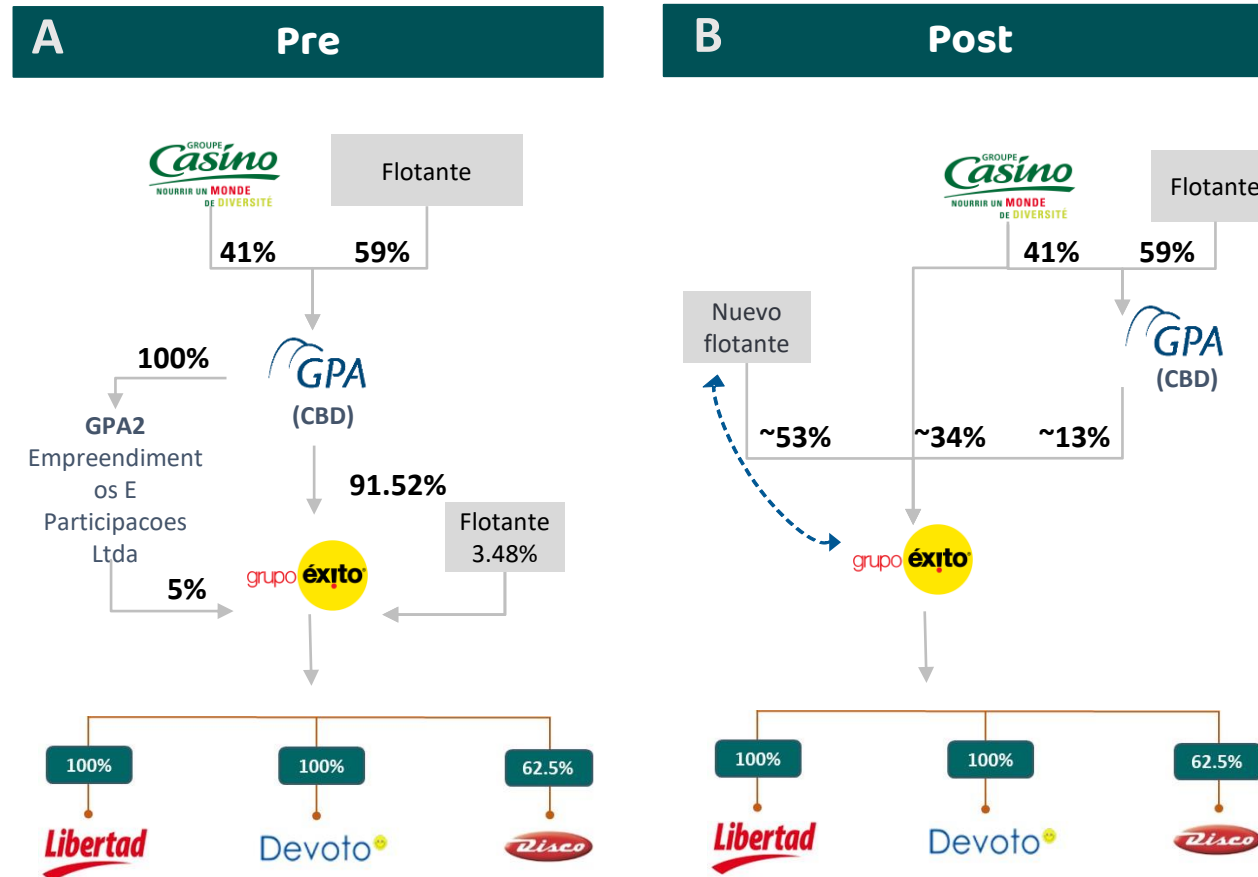 A
Pre
GROUPE
Casino
NOURRIR UN MONDE
DE DIVERSITÉ
Flotante
41%
59%
100%
GPA
(CBD)
GPA2
Empreendiment
os E
Participacoes
Ltda
91.52%
Flotante
3.48%
5%
grupo éxito
100%
100%
62.5%
Libertad
Devoto
Disco
B
Post
GROUPE
Casino
NOURRIR UN MONDE
DE DIVERSITÉ
Flotante
41%
59%
Nuevo
flotante
GPA
(CBD)
~53%
~34%
~13%
grupo éxito
100%
100%
62.5%
Libertad
Devoto
Disco